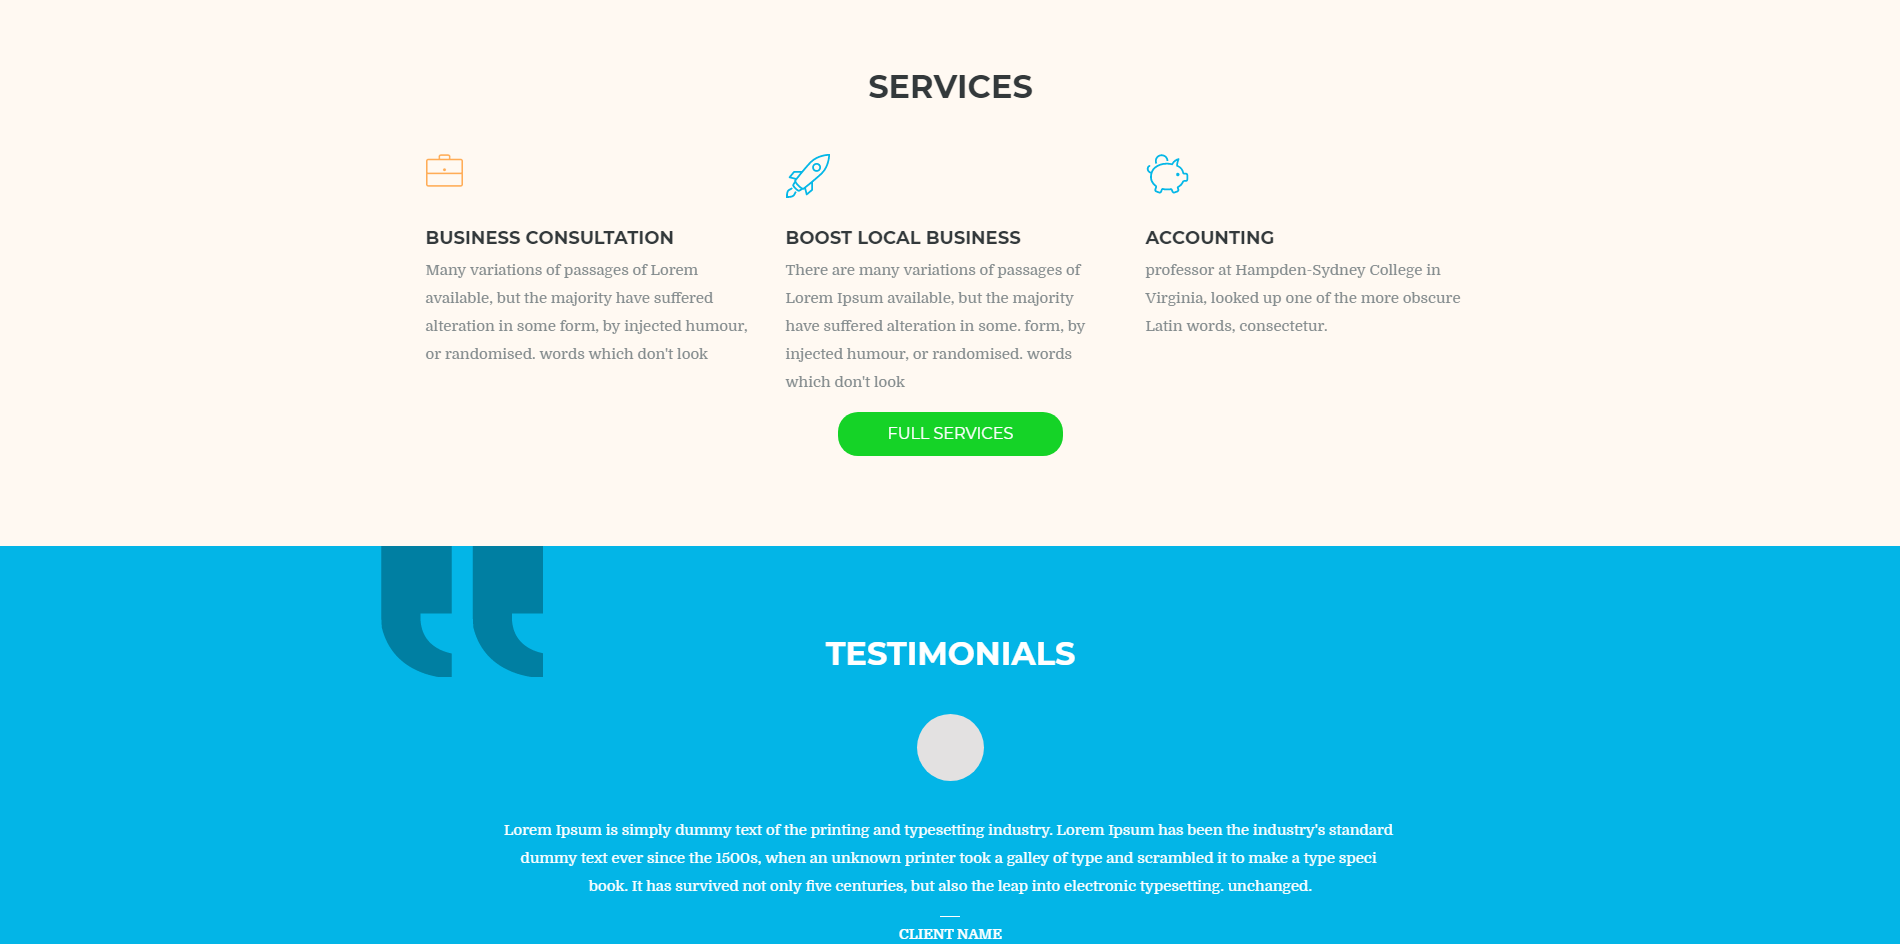 SERVICES
BUSINESS CONSULTATION
Many variations of passages of Lorem
available, but the majority have suffered
alteration in some form, by injected humour,
or randomised. words which don't look
BOOST LOCAL BUSINESS
There are many variations of passages of
Lorem Ipsum available, but the majority
have suffered alteration in some. form, by
injected humour, or randomised. words
which don't look
ACCOUNTING
professor at Hampden-Sydney College in
Virginia, looked up one of the more obscure
Latin words, consectetur.
FULL SERVICES
TESTIMONIALS
Lorem Ipsum is simply dummy text of the printing and typesetting industry. Lorem Ipsum has been the industry's standard
dummy text ever since the 1500s, when an unknown printer took a galley of type and scrambled it to make a type speci
book. It has survived not only five centuries, but also the leap into electronic typesetting. unchanged.
CLIENT NAME